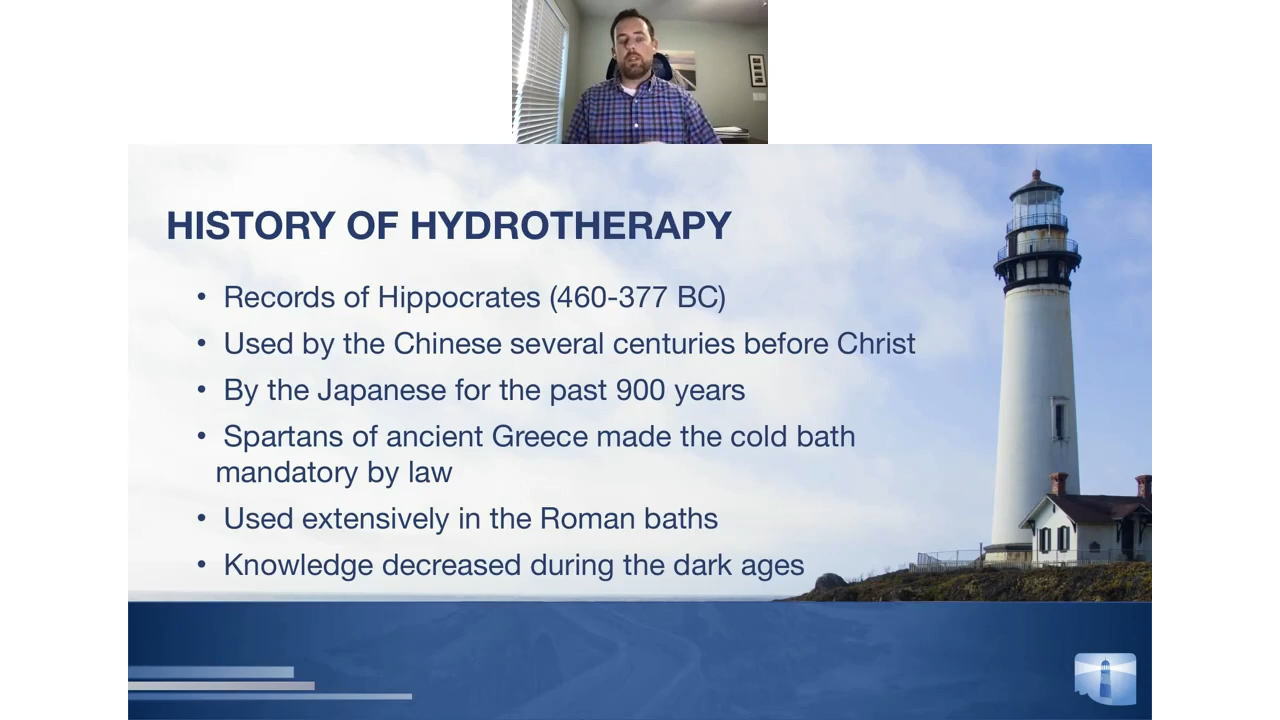 HISTORY OF HYDROTHERAPY
• Records of Hippocrates (460-377 BC)
• Used by the Chinese several centuries before Christ
• By the Japanese for the past 900 years
• Spartans of ancient Greece made the cold bath
mandatory by law
• Used extensively in the Roman baths
• Knowledge decreased during the dark ages